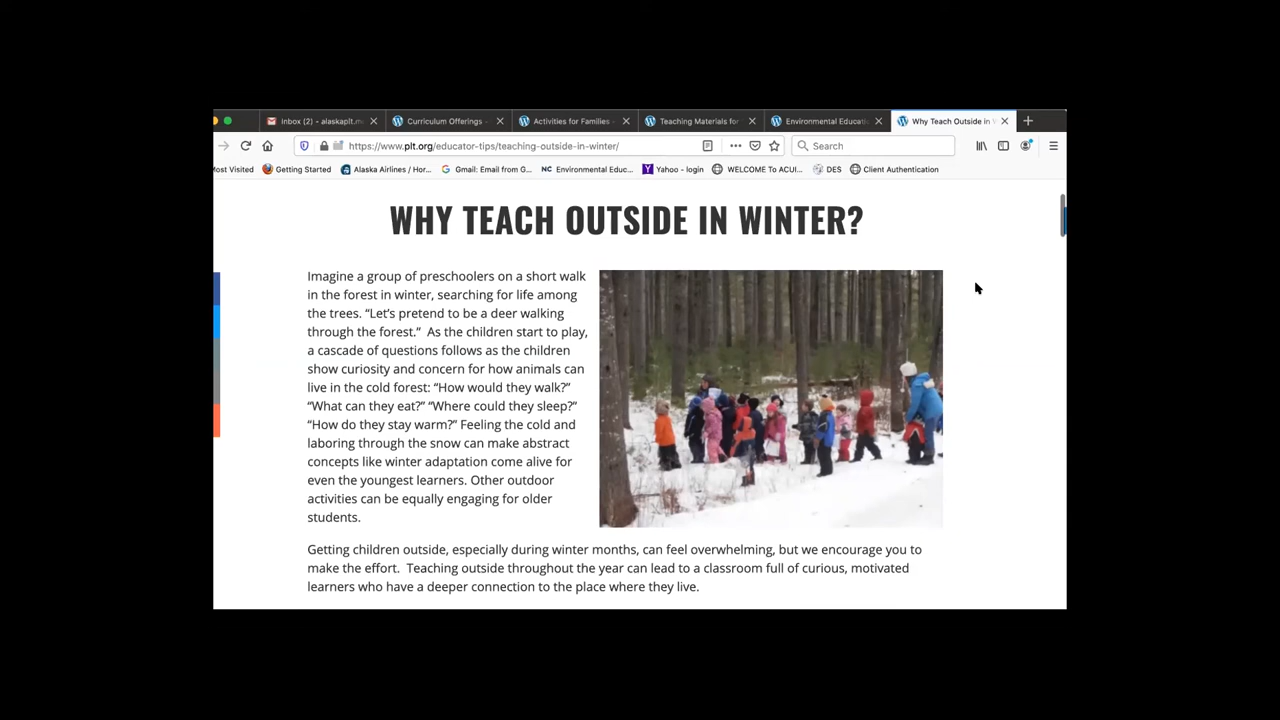 Inbox (2) - alaskaplt.m
Curriculum Offerings -
Activities for Families -
Teaching Materials for
Environmental Educati
Why Teach Outside in W
https://www.plt.org/educator-tips/teaching-outside-in-winter/
Search
Most Visited
Getting Started
Alaska Airlines / Hor...
Gmail: Email from G...
NC Environmental Educ...
Yahoo - login
WELCOME To ACUI...
DES
Client Authentication
WHY TEACH OUTSIDE IN WINTER?
Imagine a group of preschoolers on a short walk
in the forest in winter, searching for life among
the trees. “Let’s pretend to be a deer walking
through the forest.” As the children start to play,
a cascade of questions follows as the children
show curiosity and concern for how animals can
live in the cold forest: “How would they walk?”
“What can they eat?” “Where could they sleep?”
“How do they stay warm?” Feeling the cold and
laboring through the snow can make abstract
concepts like winter adaptation come alive for
even the youngest learners. Other outdoor
activities can be equally engaging for older
students.
Getting children outside, especially during winter months, can feel overwhelming, but we encourage you to
make the effort. Teaching outside throughout the year can lead to a classroom full of curious, motivated
learners who have a deeper connection to the place where they live.